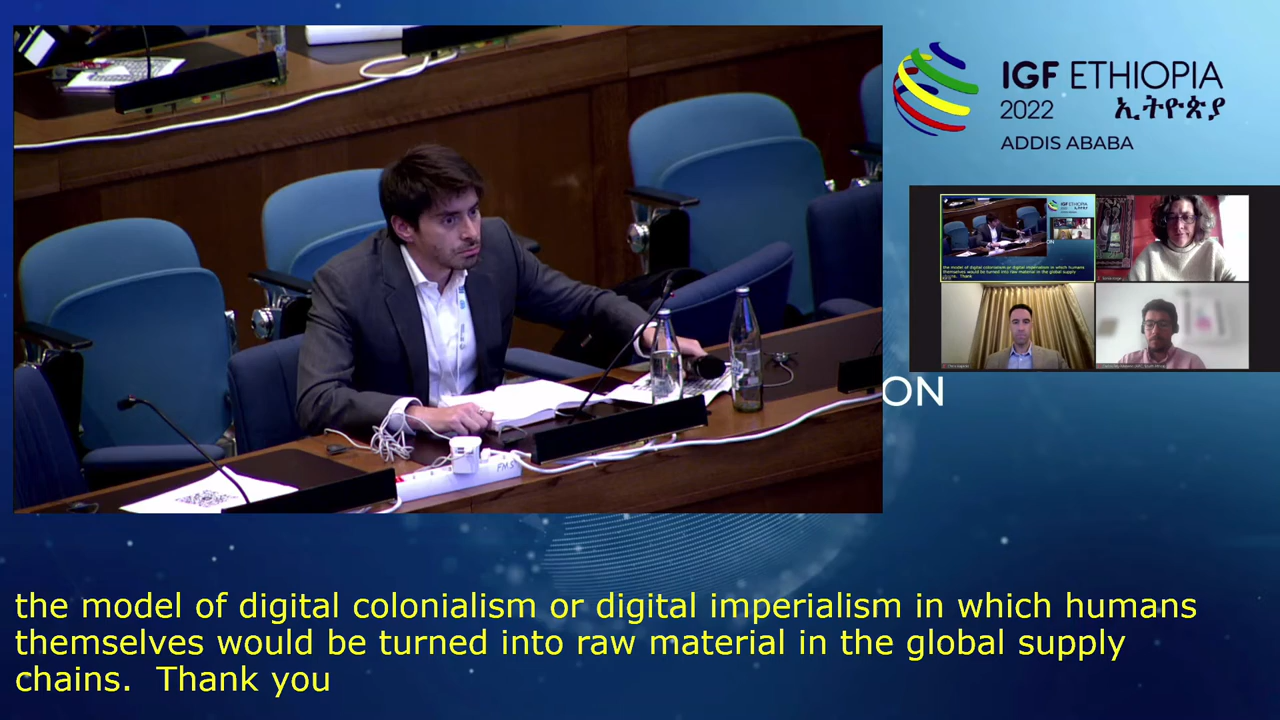 IGF ETHIOPIA
2022 ኢትዮጵያ
ADDIS ABABA
ON
FMS
the model of digital colonialism or digital imperialism in which humans
themselves would be turned into raw material in the global supply
chains. Thank you